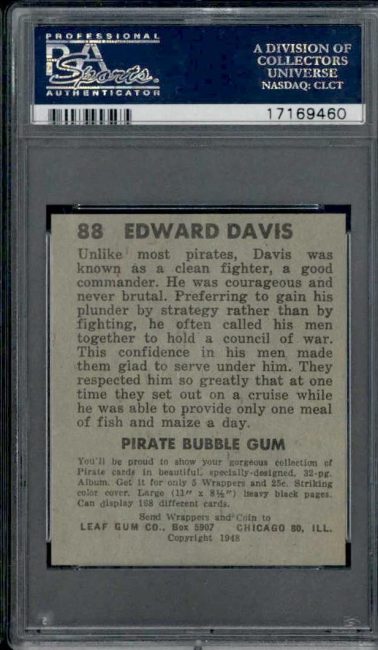 PROFESSIONAL
PSA
Sports
AUTHENTICATOR
A DIVISION OF
COLLECTORS
UNIVERSE
NASDAQ: CLCT
17169460
88 EDWARD DAVIS
Unlike most pirates, Davis was
known as a clean fighter, a good
commander. He was courageous and
never brutal. Preferring to gain his
plunder by strategy rather than by
fighting, he often called his men
together to hold a council of war.
This confidence in his men made
them glad to serve under him. They
respected him so greatly that at one
time they set out on a cruise while
he was able to provide only one meal
of fish and maize a day.
PIRATE BUBBLE GUM
You'll be proud to show your gorgeous collection of
Pirate cards in beautiful, specially-designed, 32-pg.
Album. Get it for only 5 Wrappers and 25c. Striking
color cover. Large (11" x 8½") heavy black pages.
Can display 168 different cards.
Send Wrappers and Coin to
LEAF GUM CO., Box 5907 CHICAGO 80, ILL.
Copyright 1948